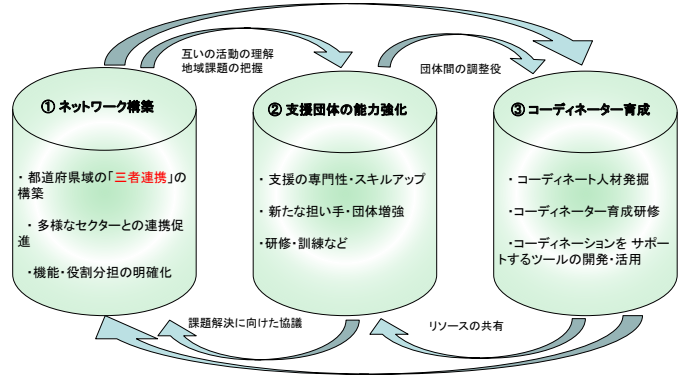 互いの活動の理解
地域課題の把握
団体間の調整役
① ネットワーク構築
・ 都道府県域の「三者連携」の
構築
・ 多様なセクターとの連携促
進
・機能・役割分担の明確化
② 支援団体の能力強化
・ 支援の専門性・スキルアップ
・ 新たな担い手・団体増強
・研修・訓練など
③ コーディネーター育成
・コーディネート人材発掘
・コーディネーター育成研修
・コーディネーションを サポー
トするツールの開発・活用
課題解決に向けた協議
リソースの共有